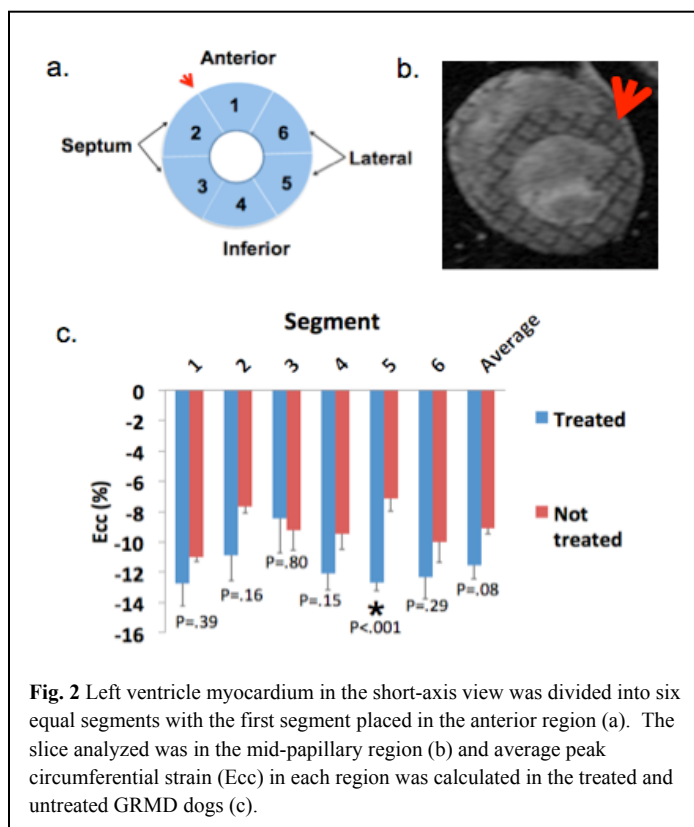 a.
Anterior
b.
1
2
6
Septum
Lateral
3
5
4
Inferior
Segment
c.
1 2 3 4 5 6 Average
0
-2
-4
-6
-8
-10
-12
-14
-16
Ecc (%)
Treated
Not
treated
P=.39
P=.16
P=.80
P=.15
*
P<.001
P=.29
P=.08
Fig. 2 Left ventricle myocardium in the short-axis view was divided into six
equal segments with the first segment placed in the anterior region (a). The
slice analyzed was in the mid-papillary region (b) and average peak
circumferential strain (Ecc) in each region was calculated in the treated and
untreated GRMD dogs (c).